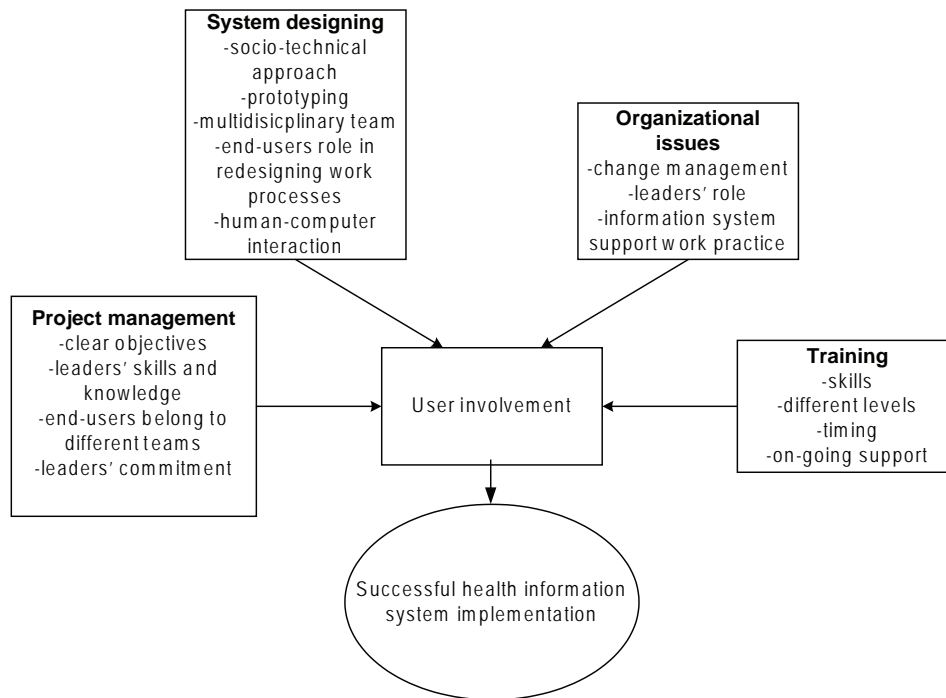 System designing
-socio-technical
approach
-prototyping
-multidisicplinary team
-end-users role in
redesigning work
processes
-human-computer
interaction
Organizational
issues
-change management
-leaders' role
-information system
support work practice
Project management
-clear objectives
-leaders' skills and
knowledge
-end-users belong to
different teams
-leaders' commitment
User involvement
Training
-skills
-different levels
-timing
-on-going support
Successful health information
system implementation